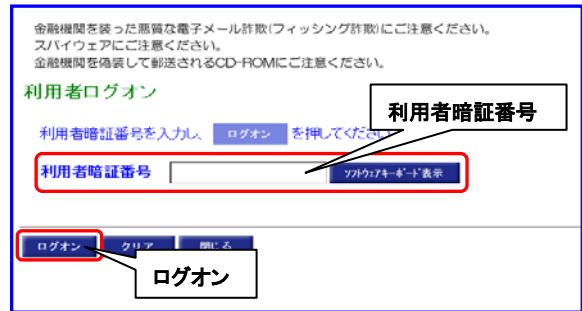 金融機関を装った悪質な電子メール詐欺(フィッシング詐欺)にご注意ください。
スパイウェアにご注意ください。
金融機関を偽装して郵送されるCD-ROMにご注意ください。
利用者ログオン
利用者暗証番号
利用者暗証番号を入力し、 ログオン を押してください
利用者暗証番号 ソフトウェアキーボード表示
ログオン クリア 閉じる
ログオン